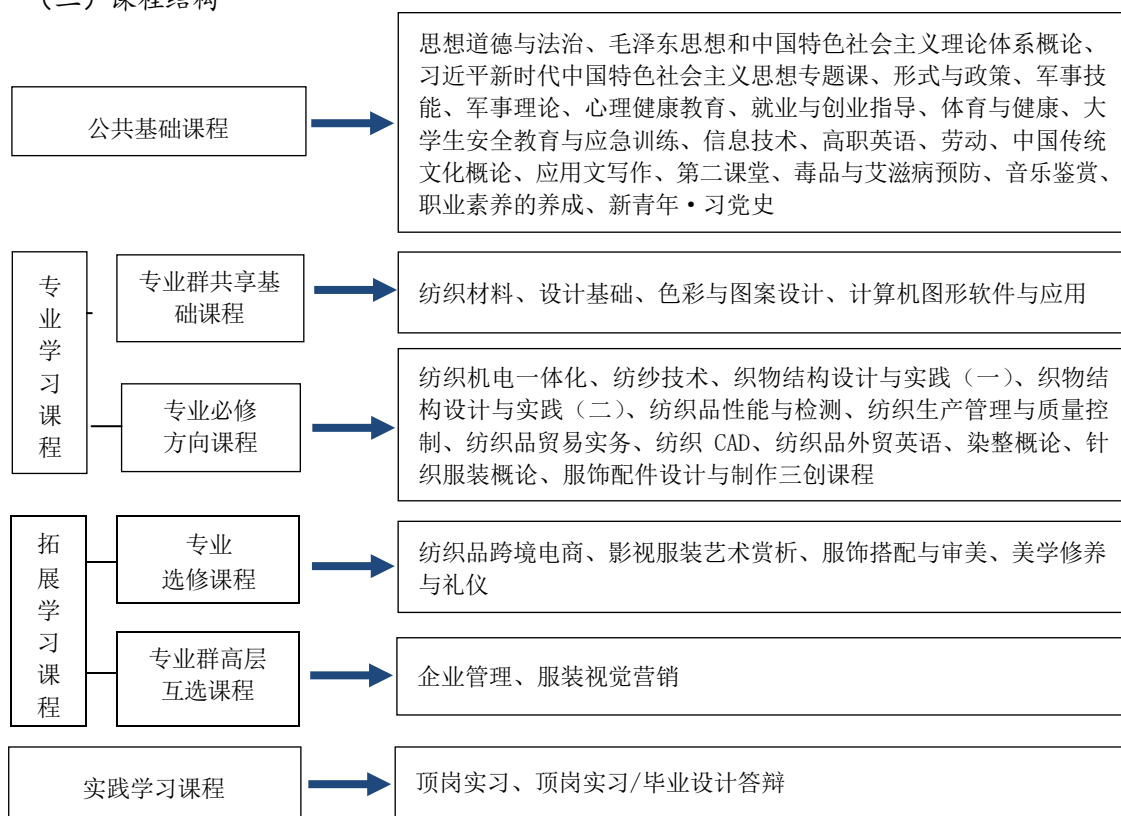 （二）课程结构
公共基础课程
思想道德与法治、毛泽东思想和中国特色社会主义理论体系概论、
习近平新时代中国特色社会主义思想专题课、形式与政策、军事技
能、军事理论、心理健康教育、就业与创业指导、体育与健康、大
学生安全教育与应急训练、信息技术、高职英语、劳动、中国传统
文化概论、应用文写作、第二课堂、毒品与艾滋病预防、音乐鉴赏、
职业素养的养成、新青年·习党史
专业学习课程
专业群共享基
础课程
纺织材料、设计基础、色彩与图案设计、计算机图形软件与应用
专业必修
方向课程
纺织机电一体化、纺纱技术、织物结构设计与实践（一）、织物结
构设计与实践（二）、纺织品性能与检测、纺织生产管理与质量控
制、纺织品贸易实务、纺织 CAD、纺织品外贸英语、染整概论、针
织服装概论、服饰配件设计与制作三创课程
拓展学习课程
专业
选修课程
纺织品跨境电商、影视服装艺术赏析、服饰搭配与审美、美学修养
与礼仪
专业群高层
互选课程
企业管理、服装视觉营销
实践学习课程
顶岗实习、顶岗实习/毕业设计答辩